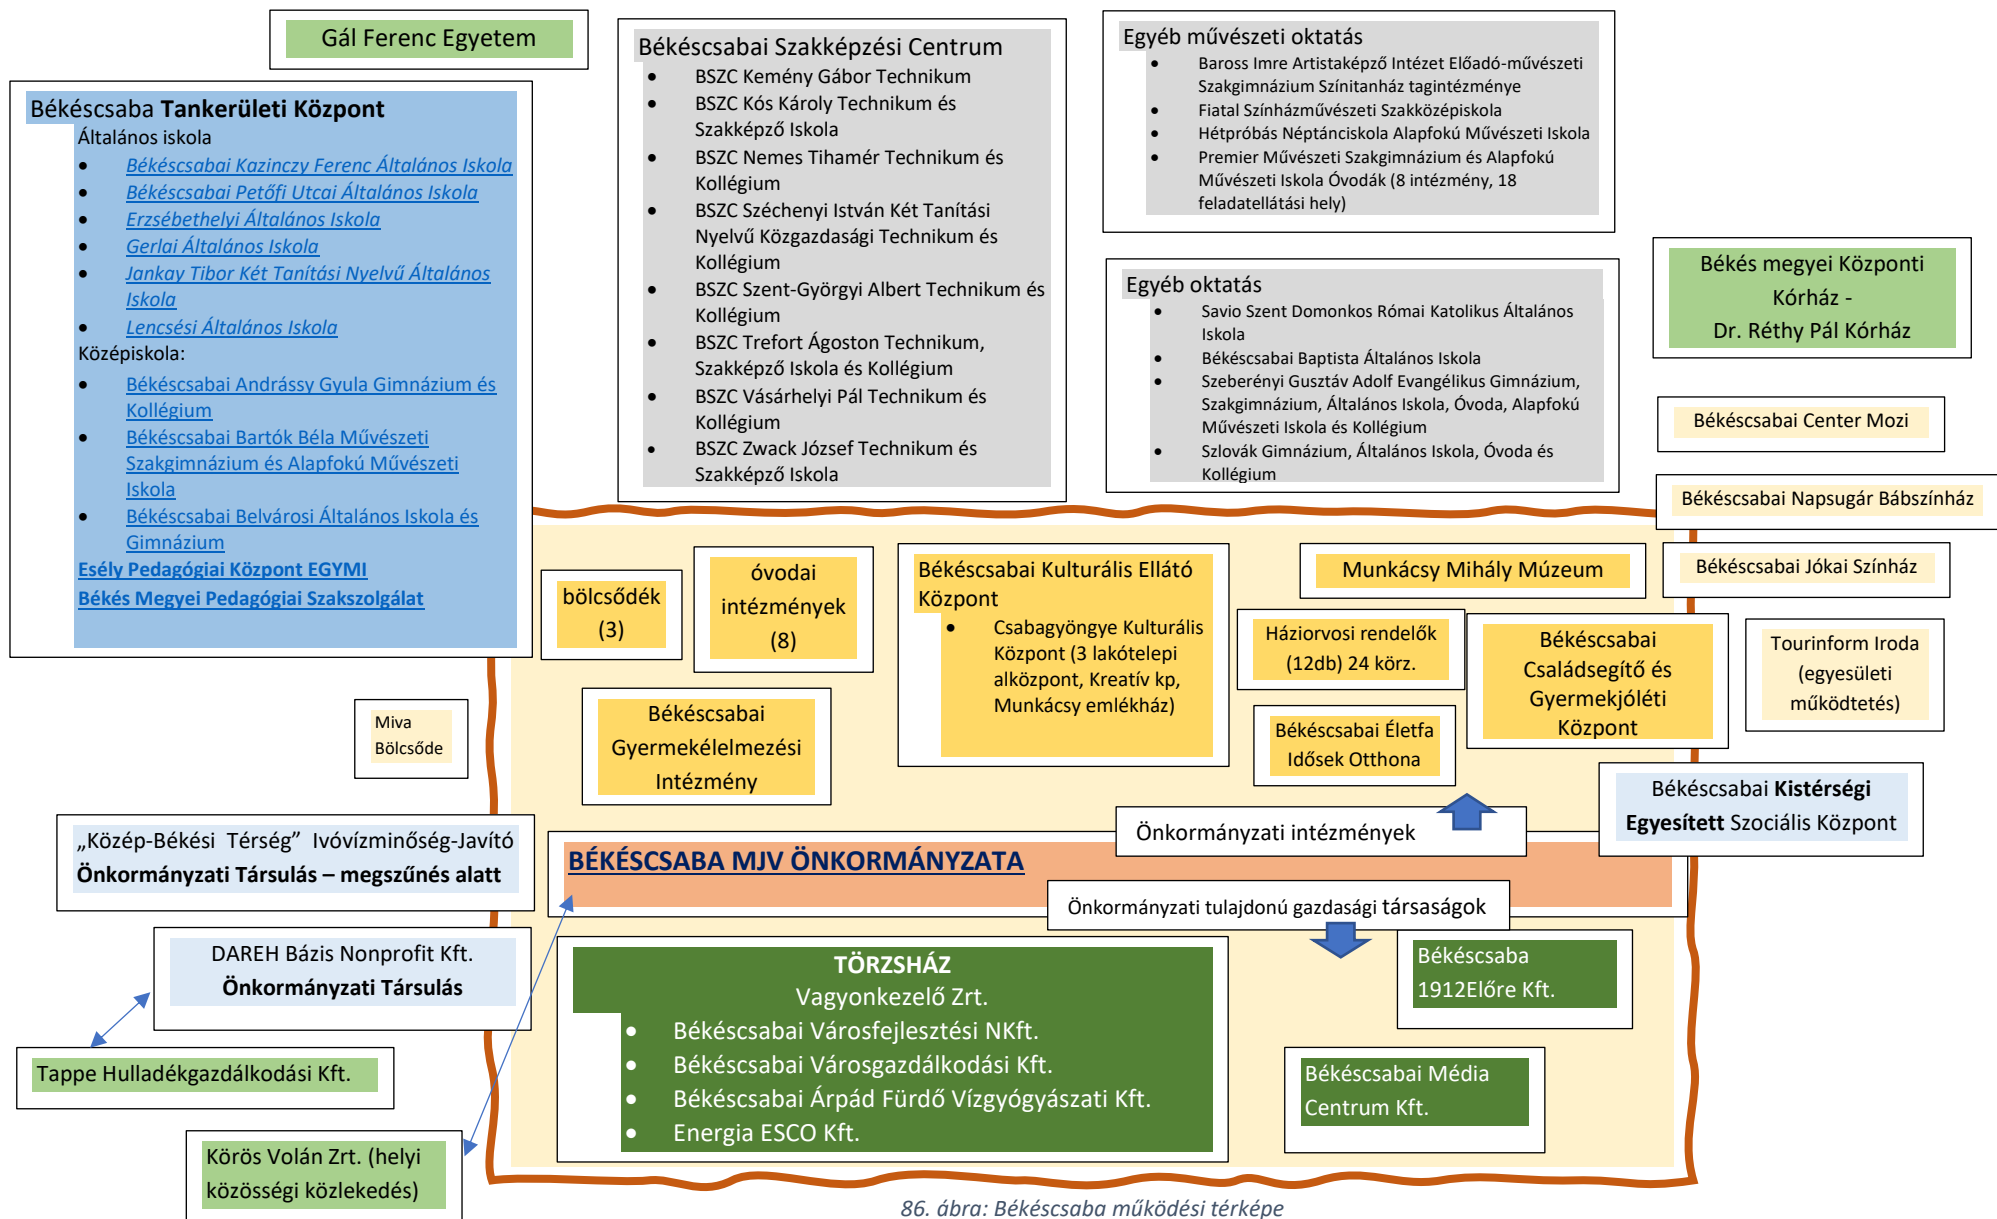 Gál Ferenc Egyetem
Békéscsaba Tankerületi Központ
Általános iskola
• Békéscsabai Kazinczy Ferenc Általános Iskola
• Békéscsabai Petőfi Utcai Általános Iskola
• Erzsébethelyi Általános Iskola
• Gerlai Általános Iskola
• Jankay Tibor Két Tanítási Nyelvű Általános
Iskola
• Lencsési Általános Iskola
Középiskola:
• Békéscsabai Andrássy Gyula Gimnázium és
Kollégium
• Békéscsabai Bartók Béla Művészeti
Szakgimnázium és Alapfokú Művészeti
Iskola
• Békéscsabai Belvárosi Általános Iskola és
Gimnázium
Esély Pedagógiai Központ EGYMI
Békés Megyei Pedagógiai Szakszolgálat
Békéscsabai Szakképzési Centrum
• BSZC Kemény Gábor Technikum
• BSZC Kós Károly Technikum és
Szakképző Iskola
• BSZC Nemes Tihamér Technikum és
Kollégium
• BSZC Széchenyi István Két Tanítási
Nyelvű Közgazdasági Technikum és
Kollégium
• BSZC Szent-Györgyi Albert Technikum és
Kollégium
• BSZC Trefort Ágoston Technikum,
Szakképző Iskola és Kollégium
• BSZC Vásárhelyi Pál Technikum és
Kollégium
• BSZC Zwack József Technikum és
Szakképző Iskola
Egyéb művészeti oktatás
• Baross Imre Artistaképző Intézet Előadó-művészeti
Szakgimnázium Színitanház tagintézménye
• Fiatal Színházművészeti Szakközépiskola
• Hétpróbás Néptánciskola Alapfokú Művészeti Iskola
• Premier Művészeti Szakgimnázium és Alapfokú
Művészeti Iskola Óvodák (8 intézmény, 18
feladatellátási hely)
Egyéb oktatás
• Savio Szent Domonkos Római Katolikus Általános
Iskola
• Békéscsabai Baptista Általános Iskola
• Szeberényi Gusztáv Adolf Evangélikus Gimnázium,
Szakgimnázium, Általános Iskola, Óvoda, Alapfokú
Művészeti Iskola és Kollégium
• Szlovák Gimnázium, Általános Iskola, Óvoda és
Kollégium
Békés megyei Központi
Kórház -
Dr. Réthy Pál Kórház
Békéscsabai Center Mozi
Békéscsabai Napsugár Bábszínház
Békéscsabai Jókai Színház
Tourinform Iroda
(egyesületi
működtetés)
bölcsődék
(3)
óvodai
intézmények
(8)
Békéscsabai Kulturális Ellátó
Központ
• Csabagyöngye Kulturális
Központ (3 lakótelepi
alközpont, Kreatív kp,
Munkácsy emlékház)
Munkácsy Mihály Múzeum
Háziorvosi rendelők
(12db) 24 körz.
Békéscsabai
Családsegítő és
Gyermekjóléti
Központ
Békéscsabai
Gyermekélelmezési
Intézmény
Békéscsabai Életfa
Idősek Otthona
Miva
Bölcsőde
Békéscsabai Kistérségi
Egyesített Szociális Központ
„Közép-Békési Térség” Ivóvízminőség-Javító
Önkormányzati Társulás – megszűnés alatt
Önkormányzati intézmények
BÉKÉSCSABA MJV ÖNKORMÁNYZATA
Önkormányzati tulajdonú gazdasági társaságok
DAREH Bázis Nonprofit Kft.
Önkormányzati Társulás
Tappe Hulladékgazdálkodási Kft.
Körös Volán Zrt. (helyi
közösségi közlekedés)
TÖRZSHÁZ
Vagyonkezelő Zrt.
• Békéscsabai Városfejlesztési NKft.
• Békéscsabai Városgazdálkodási Kft.
• Békéscsabai Árpád Fürdő Vízgyógyászati Kft.
• Energia ESCO Kft.
Békéscsaba
1912Előre Kft.
Békéscsabai Média
Centrum Kft.
86. ábra: Békéscsaba működési térképe